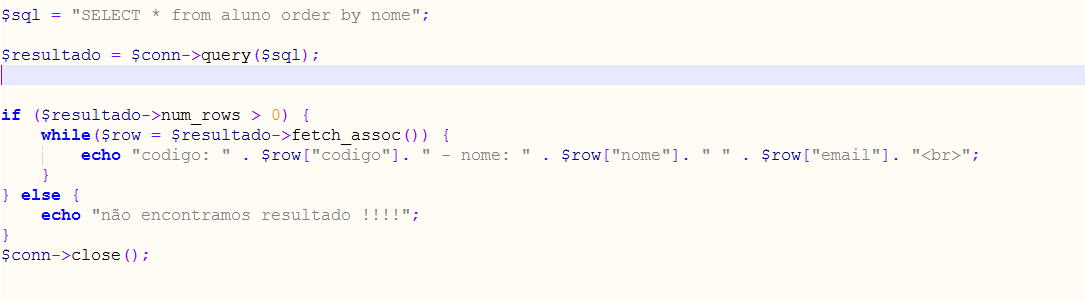 $sql = "SELECT * from aluno order by nome";
$resultado = $conn->query($sql);
if ($resultado->num_rows > 0) {
while($row = $resultado->fetch_assoc()) {
echo "codigo: " . $row["codigo"]. " - nome: " . $row["nome"]. " " . $row["email"]. "<br>";
}
} else {
echo "não encontramos resultado !!!!";
}
$conn->close();